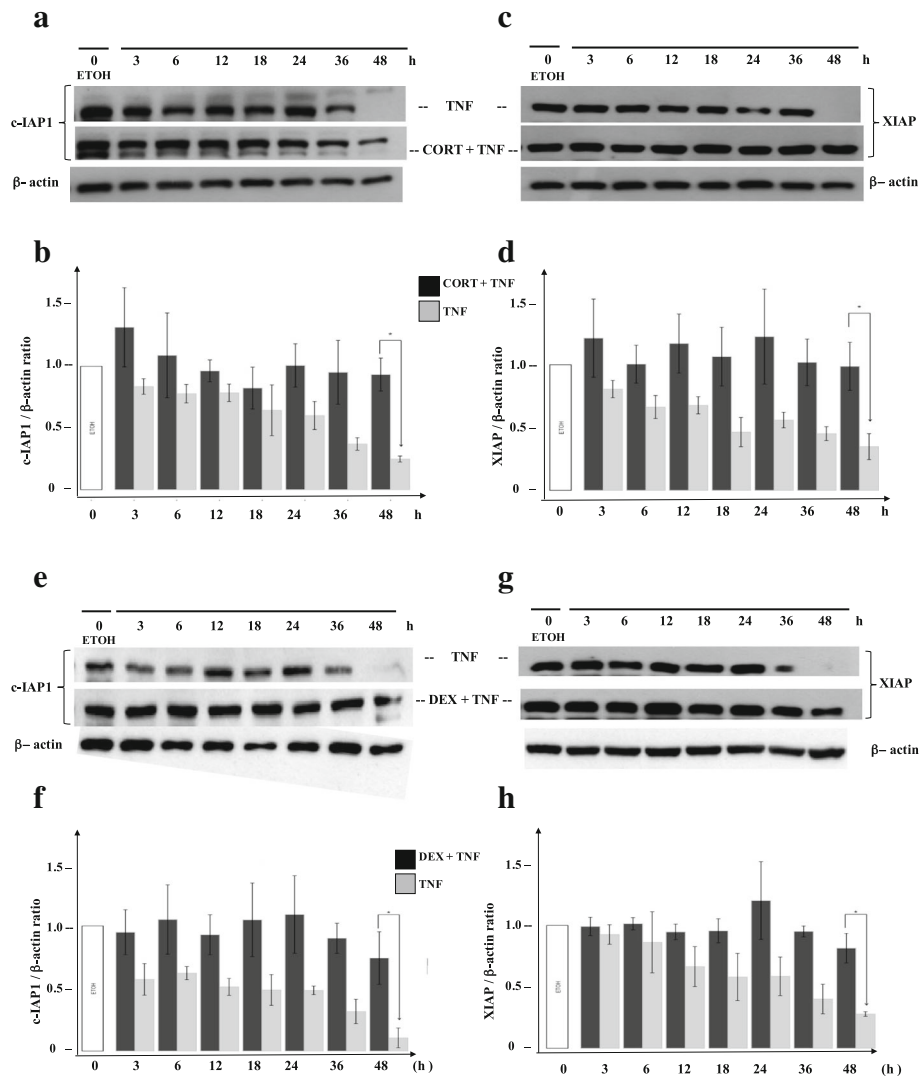 a
0 3 6 12 18 24 36 48 h
ETOH
c-IAP1
β- actin
c
0 3 6 12 18 24 36 48 h
ETOH
-- TNF --
-- CORT + TNF --
XIAP
β- actin
b
1.5 –
1.0 –
0.5 –
0 –
c-IAP1 / β-actin ratio
ETOH
*
0 3 6 12 18 24 36 48 h
CORT + TNF
TNF
d
1.5 –
1.0 –
0.5 –
0 –
XIAP / β-actin ratio
ETOH
*
0 3 6 12 18 24 36 48 h
e
0 3 6 12 18 24 36 48 h
ETOH
c-IAP1
β- actin
g
0 3 6 12 18 24 36 48 h
ETOH
-- TNF --
-- DEX + TNF --
XIAP
β- actin
f
1.5 –
1.0 –
0.5 –
0 –
c-IAP1 / β-actin ratio
ETOH
*
0 3 6 12 18 24 36 48 (h )
DEX + TNF
TNF
h
1.5 –
1.0 –
0.5 –
0 –
XIAP / β-actin ratio
ETOH
*
0 3 6 12 18 24 36 48 (h )